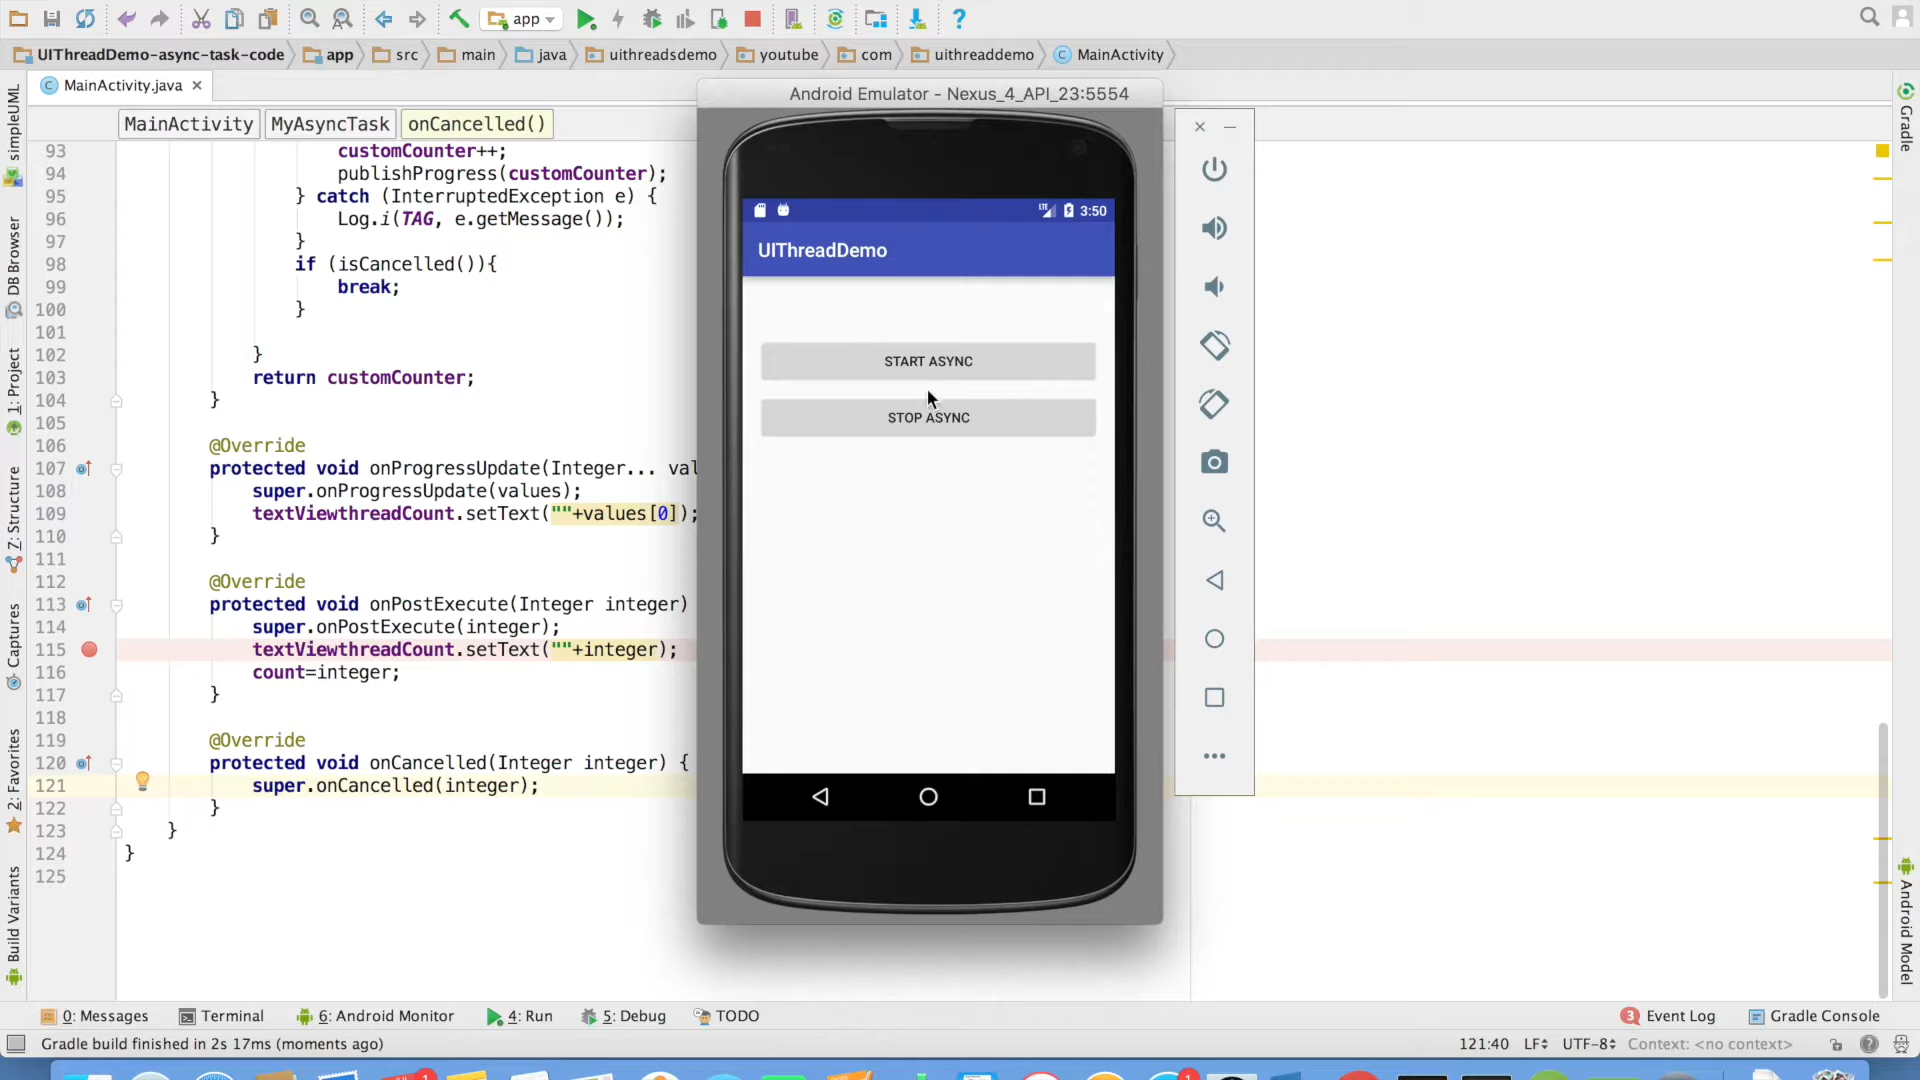 app
UIThreadDemo-async-task-code
app
src
main
java
uithreadsdemo
youtube
com
uithreaddemo
MainActivity
MainActivity.java
MainActivity
MyAsyncTask
onCancelled()
93 customCounter++;
94 publishProgress(customCounter);
95 } catch (InterruptedException e) {
96 Log.i(TAG, e.getMessage());
97 }
98 if (isCancelled()){
99 break;
100 }
101
102 }
103 return customCounter;
104 }
105
106 @Override
107 protected void onProgressUpdate(Integer... val
108 super.onProgressUpdate(values);
109 textViewthreadCount.setText(""+values[0]);
110 }
111
112 @Override
113 protected void onPostExecute(Integer integer)
114 super.onPostExecute(integer);
115 textViewthreadCount.setText(""+integer);
116 count=integer;
117 }
118
119 @Override
120 protected void onCancelled(Integer integer) {
121 super.onCancelled(integer);
122 }
123 }
124 }
125
simpleUML
DB Browser
1: Project
Z: Structure
Captures
2: Favorites
Build Variants
Android Emulator - Nexus_4_API_23:5554
LTE
3:50
UIThreadDemo
START ASYNC
STOP ASYNC
Gradle
Android Model
0: Messages
Terminal
6: Android Monitor
4: Run
5: Debug
TODO
3 Event Log
Gradle Console
Gradle build finished in 2s 17ms (moments ago)
121:40
LF
UTF-8
Context: <no context>
1
1